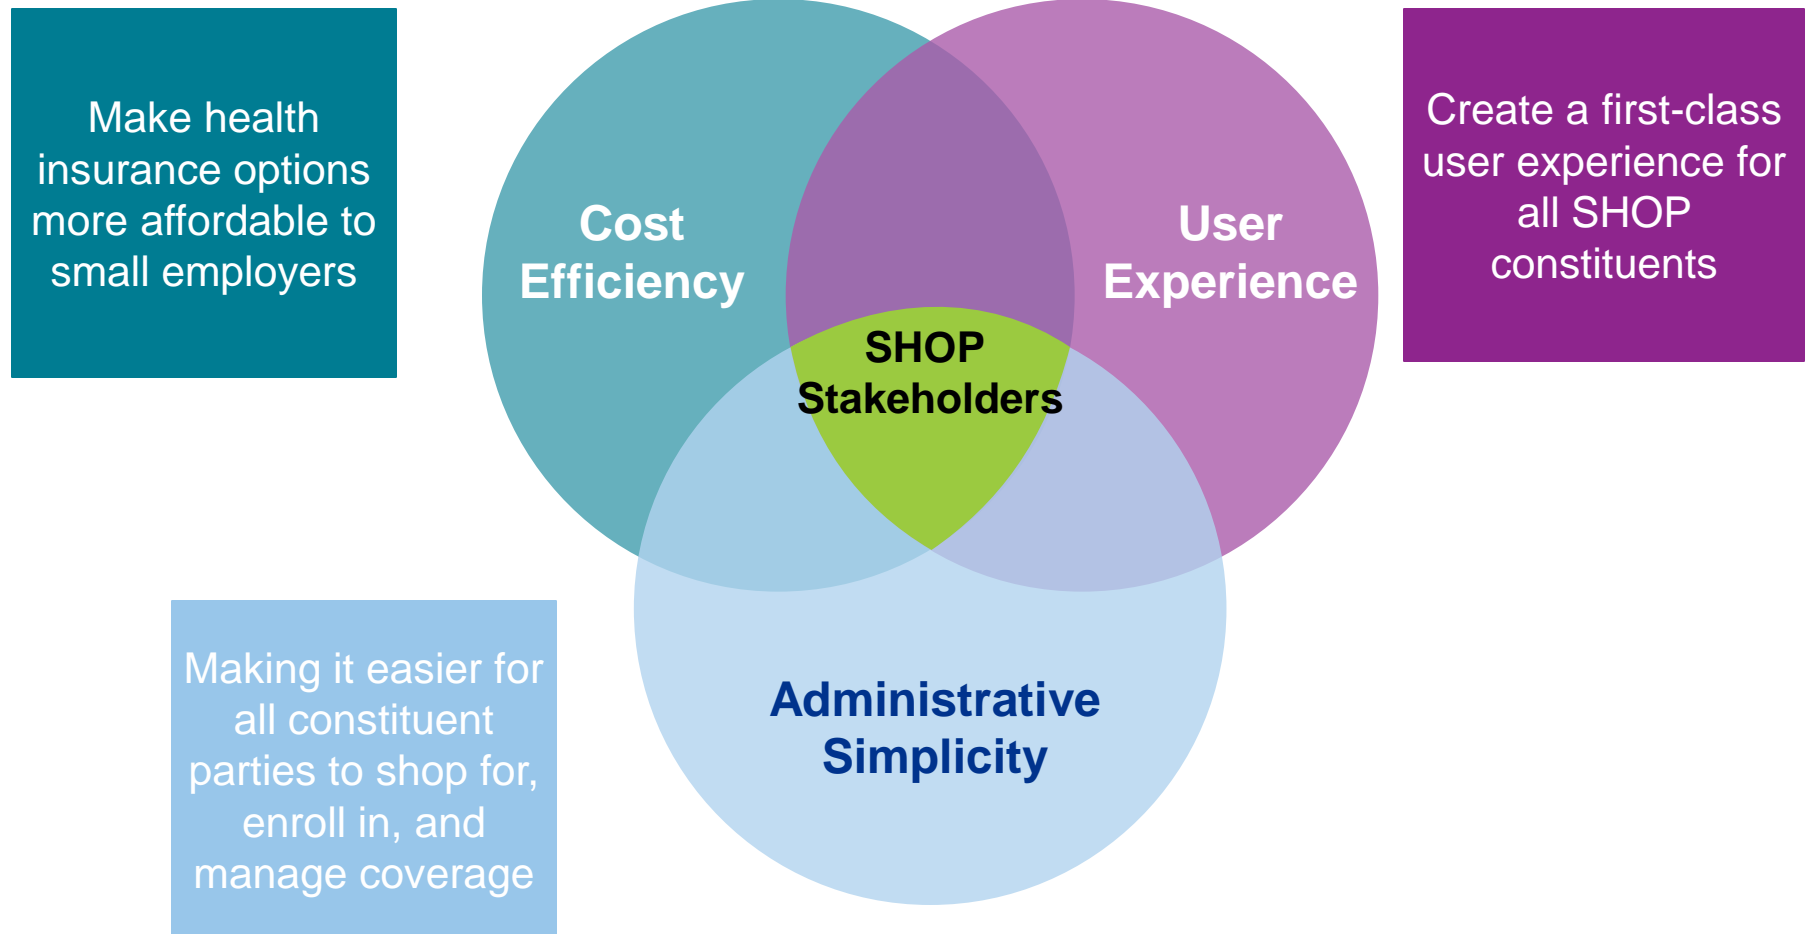 Make health
insurance options
more affordable to
small employers
Cost
Efficiency
User
Experience
Create a first-class
user experience for
all SHOP
constituents
SHOP
Stakeholders
Making it easier for
all constituent
parties to shop for,
enroll in, and
manage coverage
Administrative
Simplicity